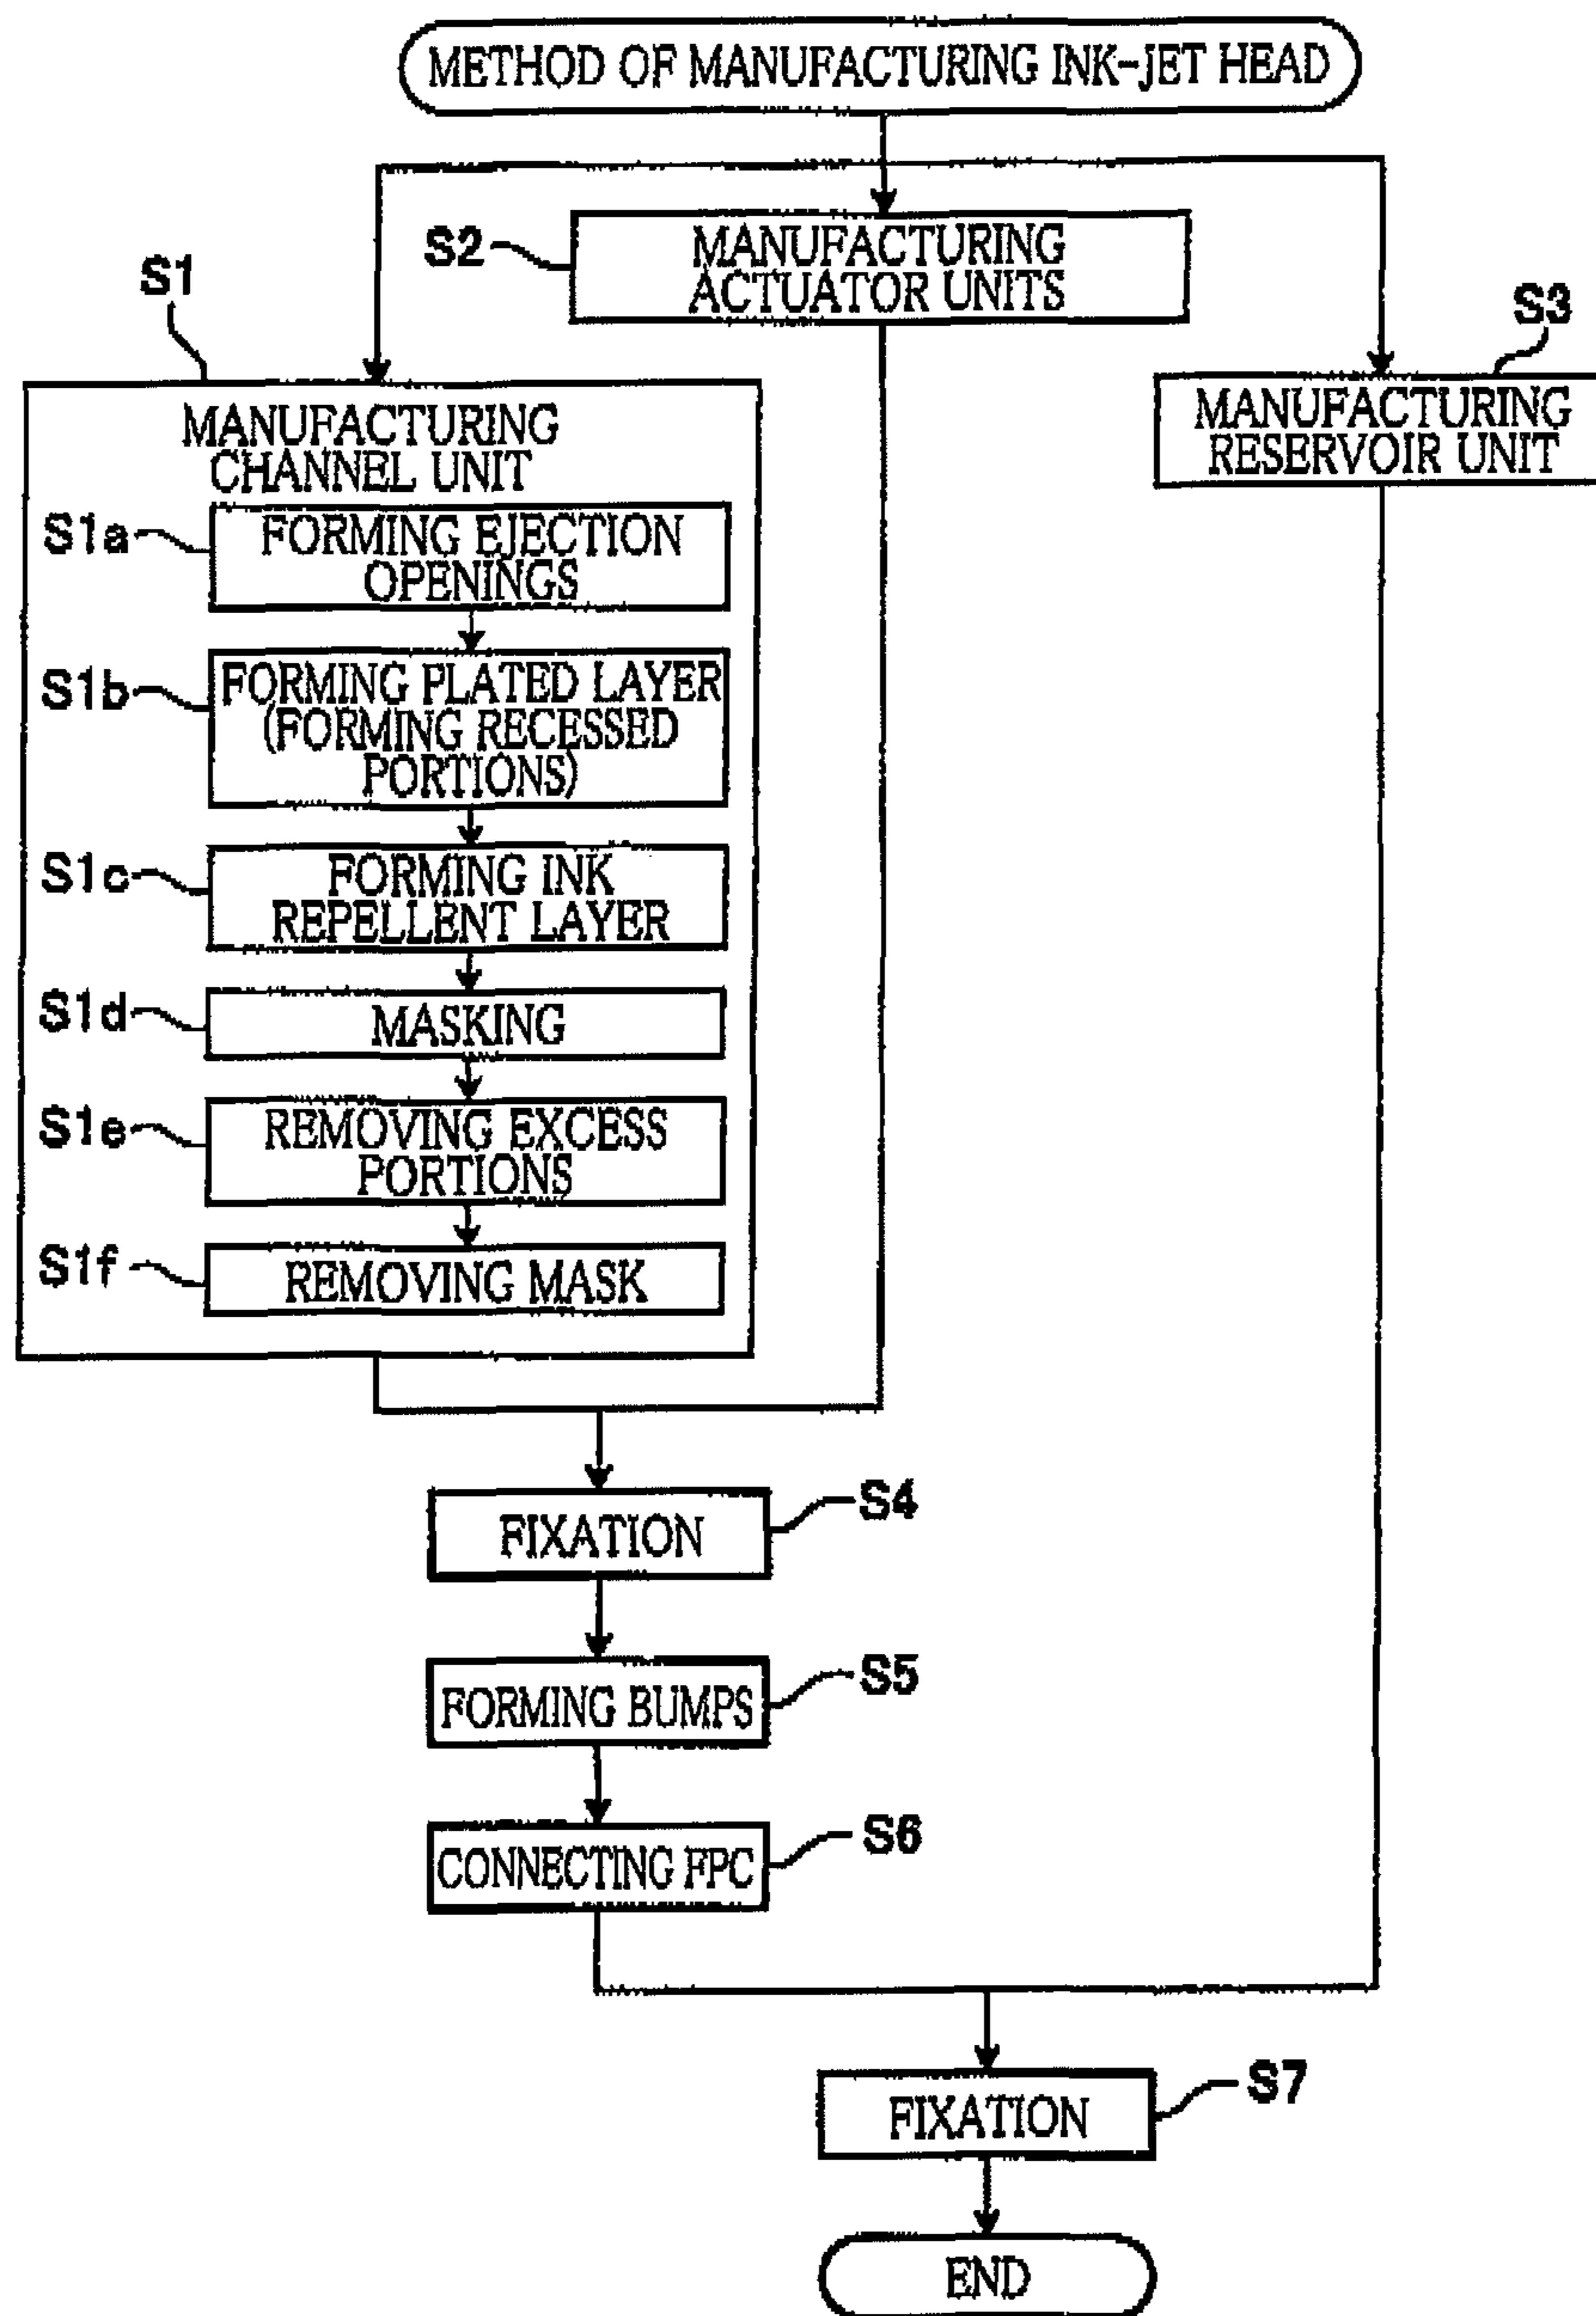 METHOD OF MANUFACTURING INK-JET HEAD
S2
MANUFACTURING
ACTUATOR UNITS
S1
S3
MANUFACTURING
RESERVOIR UNIT
MANUFACTURING
CHANNEL UNIT
S1a
FORMING EJECTION
OPENINGS
S1b
FORMING PLATED LAYER
(FORMING RECESSED
PORTIONS)
S1c
FORMING INK
REPELLENT LAYER
S1d
MASKING
S1e
REMOVING EXCESS
PORTIONS
S1f
REMOVING MASK
S4
FIXATION
S5
FORMING BUMPS
S6
CONNECTING FPC
S7
FIXATION
END